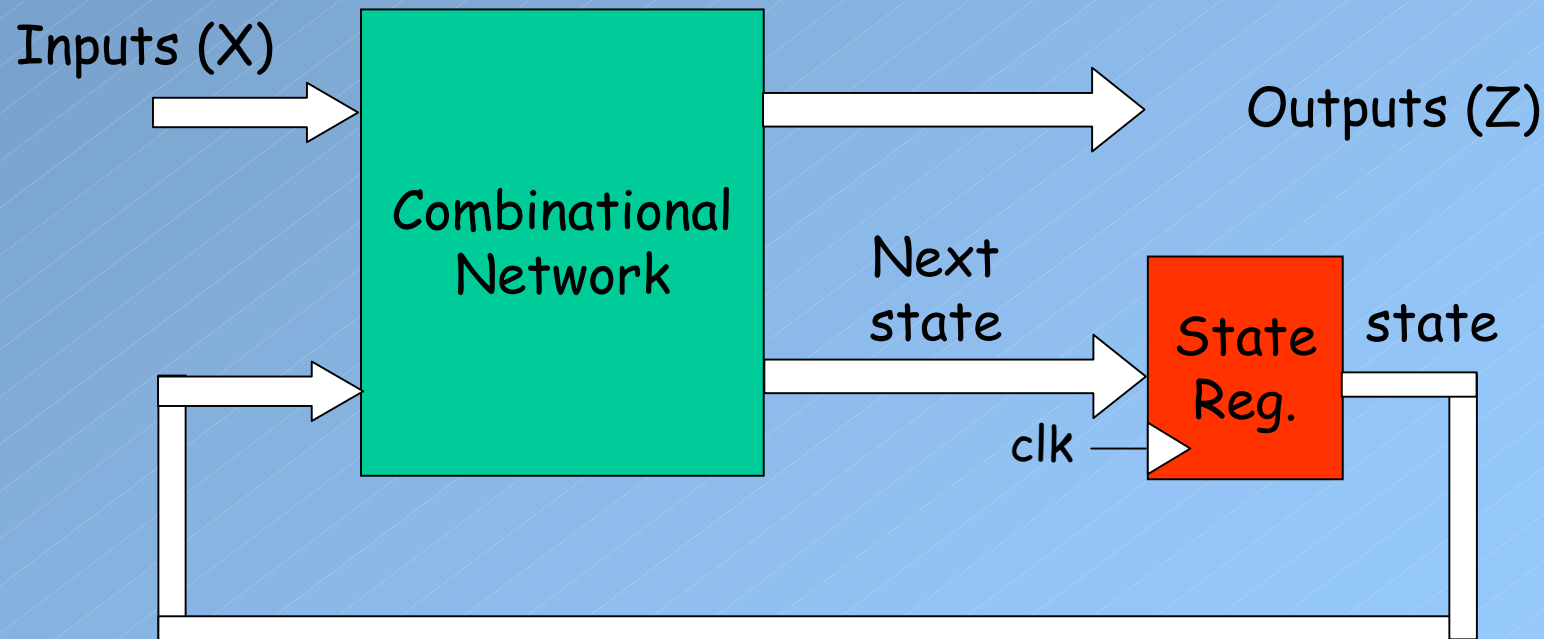 Inputs (X)
Outputs (Z)
Combinational
Network
Next
state
State
Reg.
state
clk